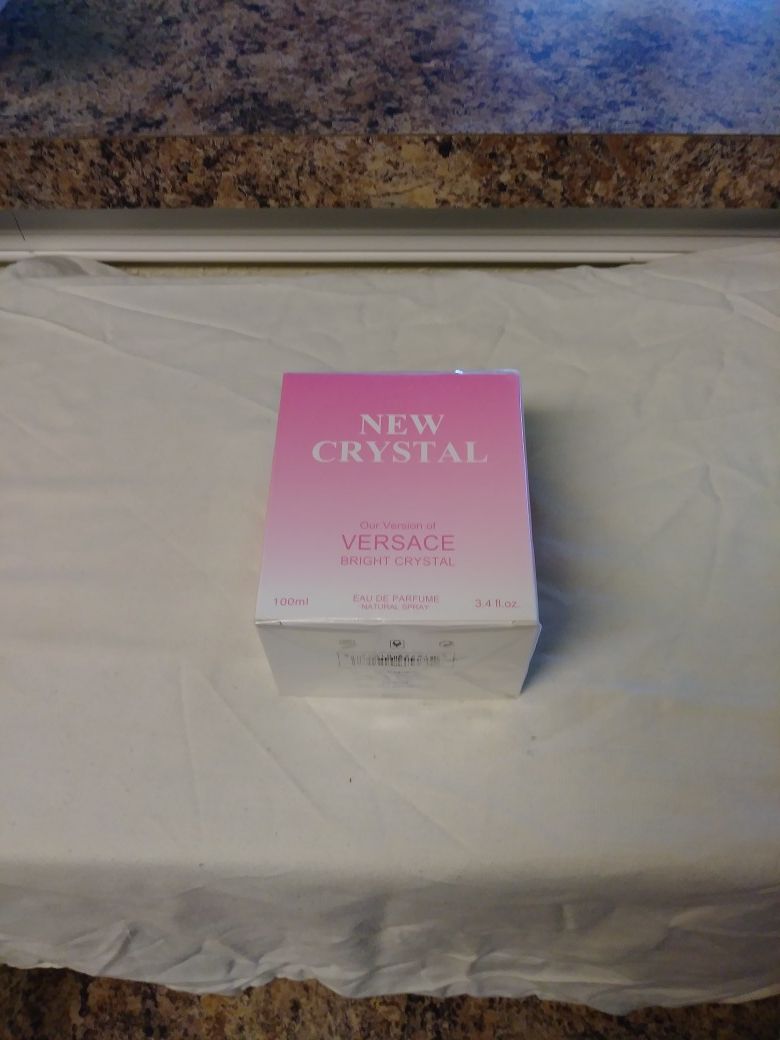 NEW
CRYSTAL
Our Version of
VERSACE
BRIGHT CRYSTAL
100ml EAU DE PARFUME 3.4 fl.oz.
NATURAL SPRAY